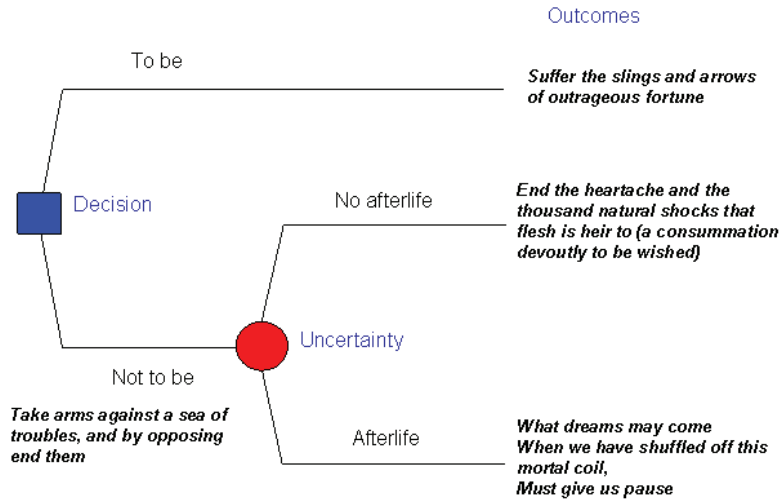 Outcomes
To be
Suffer the slings and arrows
of outrageous fortune
Decision
No afterlife
End the heartache and the
thousand natural shocks that
flesh is heir to (a consummation
devoutly to be wished)
Uncertainty
Not to be
Take arms against a sea of
troubles, and by opposing
end them
Afterlife
What dreams may come
When we have shuffled off this
mortal coil,
Must give us pause